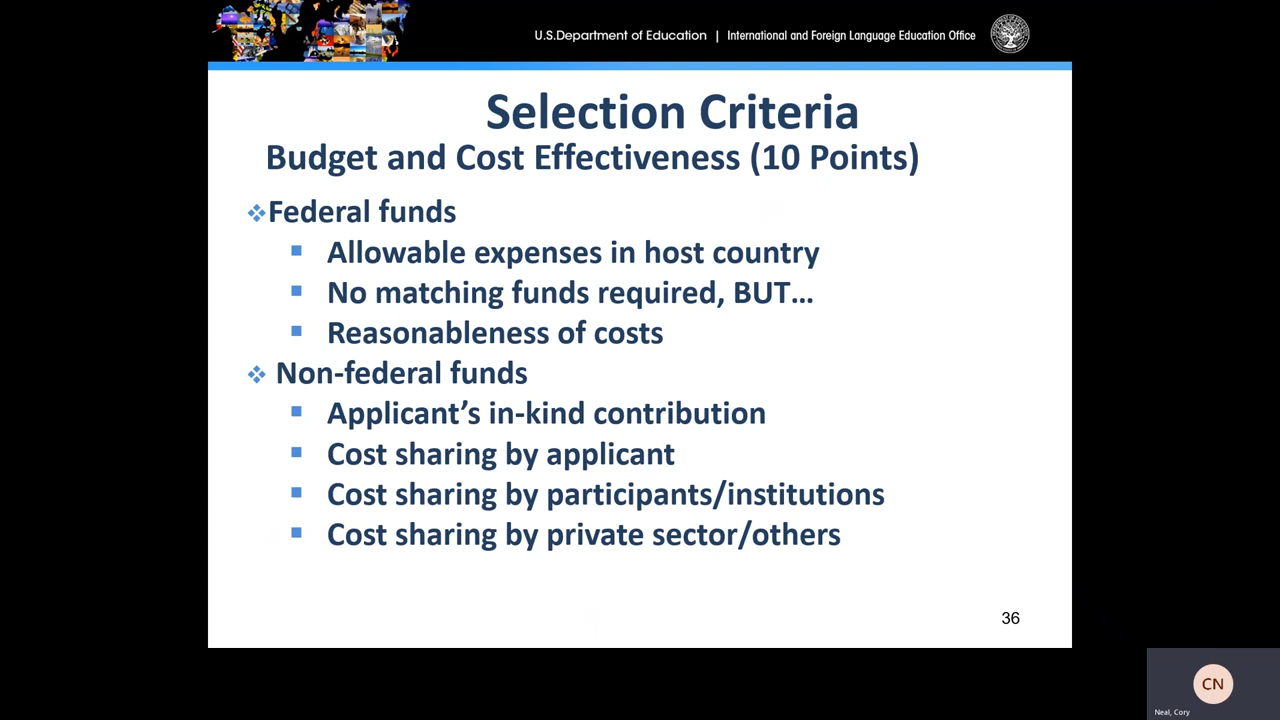 U.S.Department of Education | International and Foreign Language Education Office
Selection Criteria
Budget and Cost Effectiveness (10 Points)
Federal funds
Allowable expenses in host country
No matching funds required, BUT…
Reasonableness of costs
Non-federal funds
Applicant’s in-kind contribution
Cost sharing by applicant
Cost sharing by participants/institutions
Cost sharing by private sector/others
36
CN
Neal, Cory